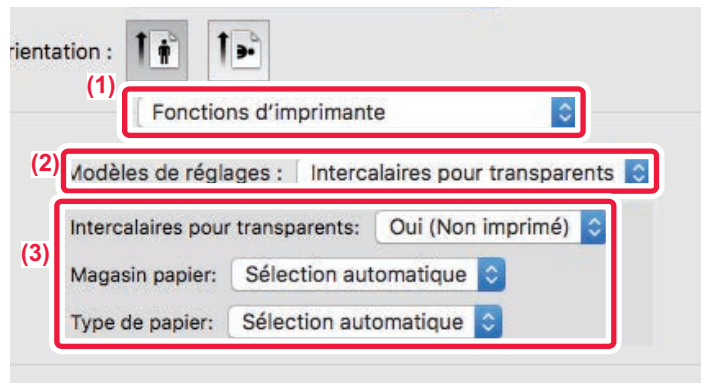 rientation :
(1)
Fonctions d'imprimante
(2) Modèles de réglages : Intercalaires pour transparents
Intercalaires pour transparents: Oui (Non imprimé)
(3)
Magasin papier: Sélection automatique
Type de papier: Sélection automatique